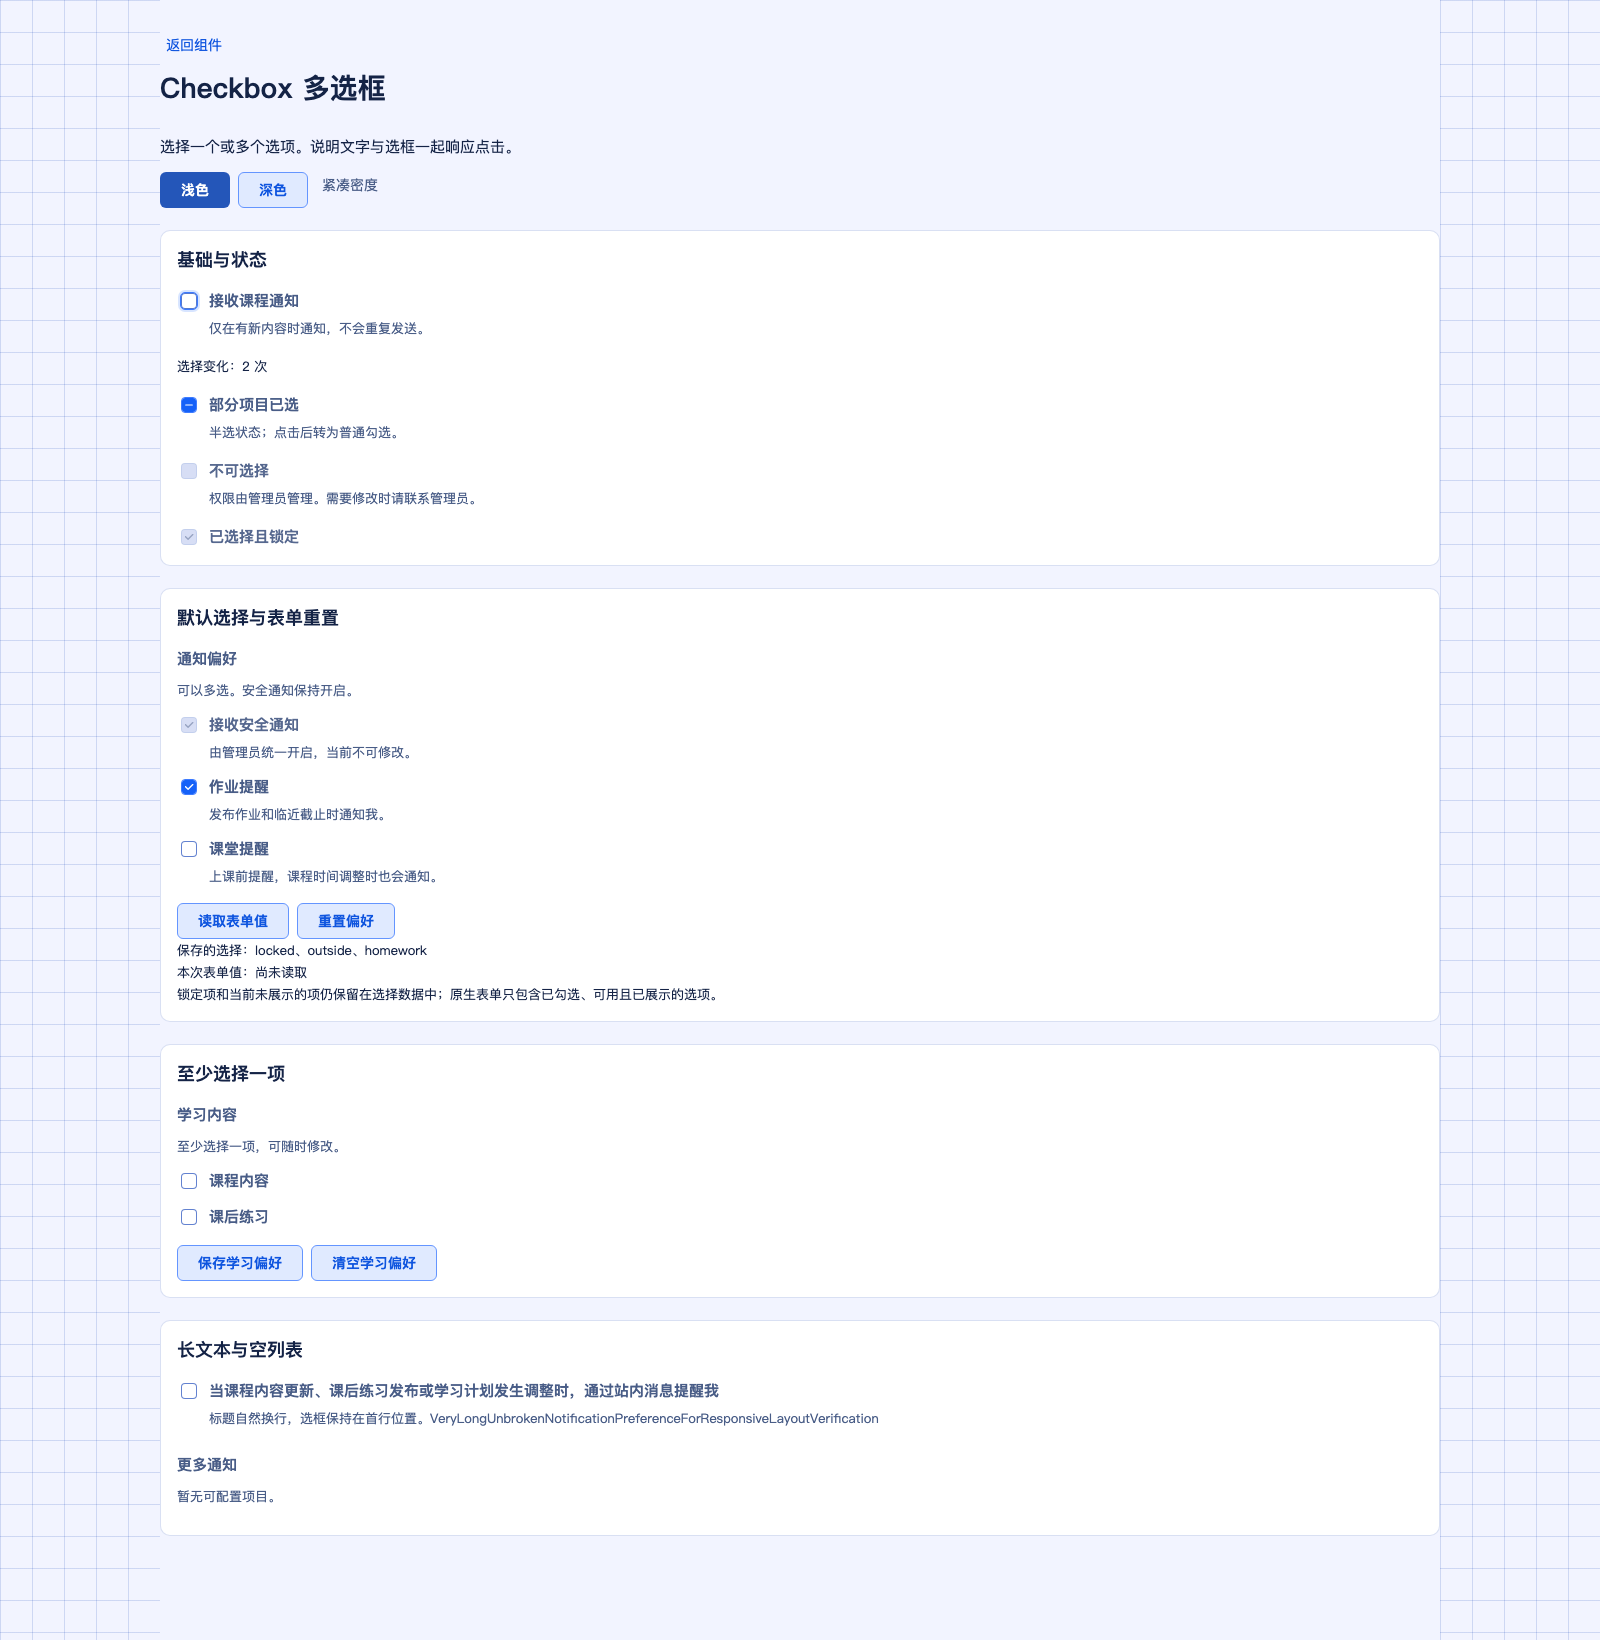 返回组件
Checkbox 多选框
选择一个或多个选项。说明文字与选框一起响应点击。
浅色
深色
紧凑密度
基础与状态
接收课程通知
仅在有新内容时通知，不会重复发送。
选择变化：2 次
部分项目已选
半选状态；点击后转为普通勾选。
不可选择
权限由管理员管理。需要修改时请联系管理员。
已选择且锁定
默认选择与表单重置
通知偏好
可以多选。安全通知保持开启。
接收安全通知
由管理员统一开启，当前不可修改。
作业提醒
发布作业和临近截止时通知我。
课堂提醒
上课前提醒，课程时间调整时也会通知。
读取表单值
重置偏好
保存的选择：locked、outside、homework
本次表单值：尚未读取
锁定项和当前未展示的项仍保留在选择数据中；原生表单只包含已勾选、可用且已展示的选项。
至少选择一项
学习内容
至少选择一项，可随时修改。
课程内容
课后练习
保存学习偏好
清空学习偏好
长文本与空列表
当课程内容更新、课后练习发布或学习计划发生调整时，通过站内消息提醒我
标题自然换行，选框保持在首行位置。VeryLongUnbrokenNotificationPreferenceForResponsiveLayoutVerification
更多通知
暂无可配置项目。